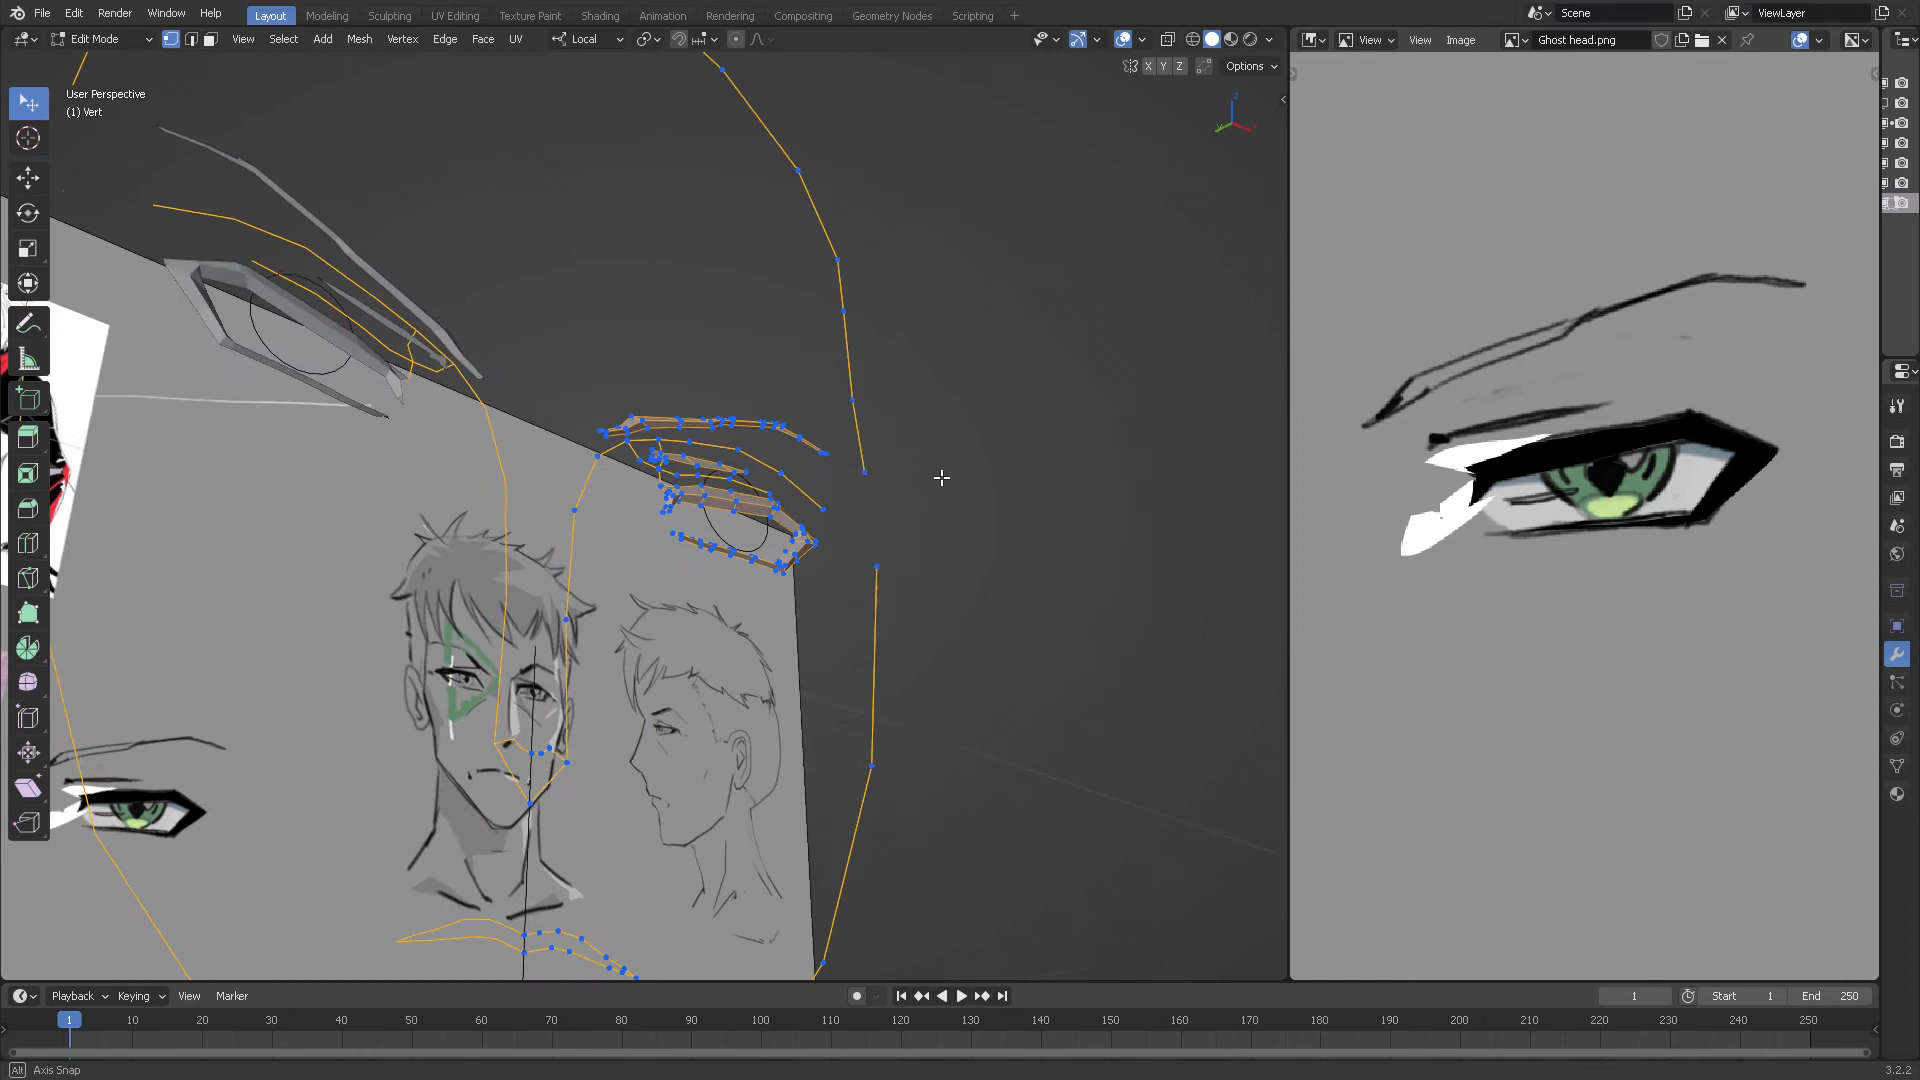 File Edit Render Window Help Layout Modeling Sculpting UV Editing Texture Paint Shading Animation Rendering Compositing Geometry Nodes Scripting + Scene ViewLayer
Edit Mode View Select Add Mesh Vertex Edge Face UV Local View View Image Ghost head.png
X Y Z Options
User Perspective
(1) Vert
Z
Playback Keying View Marker 1 Start 1 End 250
1 10 20 30 40 50 60 70 80 90 100 110 120 130 140 150 160 170 180 190 200 210 220 230 240 250
Alt Axis Snap 3.2.2